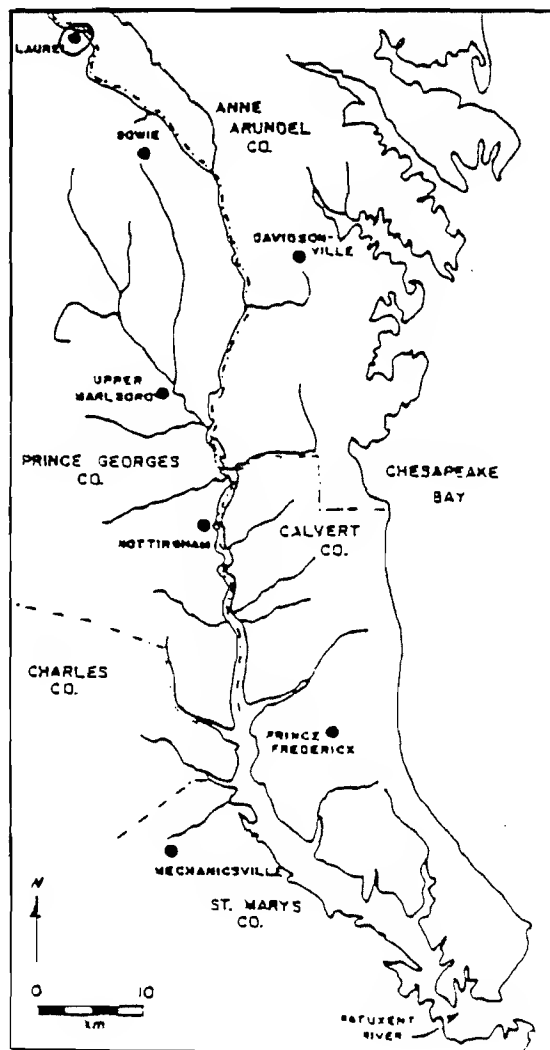 LAUREL
ANNE
ARUNDEL
CO.
BOWIE
DAVIDSON-
VILLE
UPPER
MARLBORO
PRINCE GEORGES
CO.
CHESAPEAKE
BAY
NOTTINGHAM
CALVERT
CO.
CHARLES
CO.
PRINCE
FREDERICK
MECHANICSVILLE
N
ST. MARYS
CO.
0 10
km
PATUXENT
RIVER